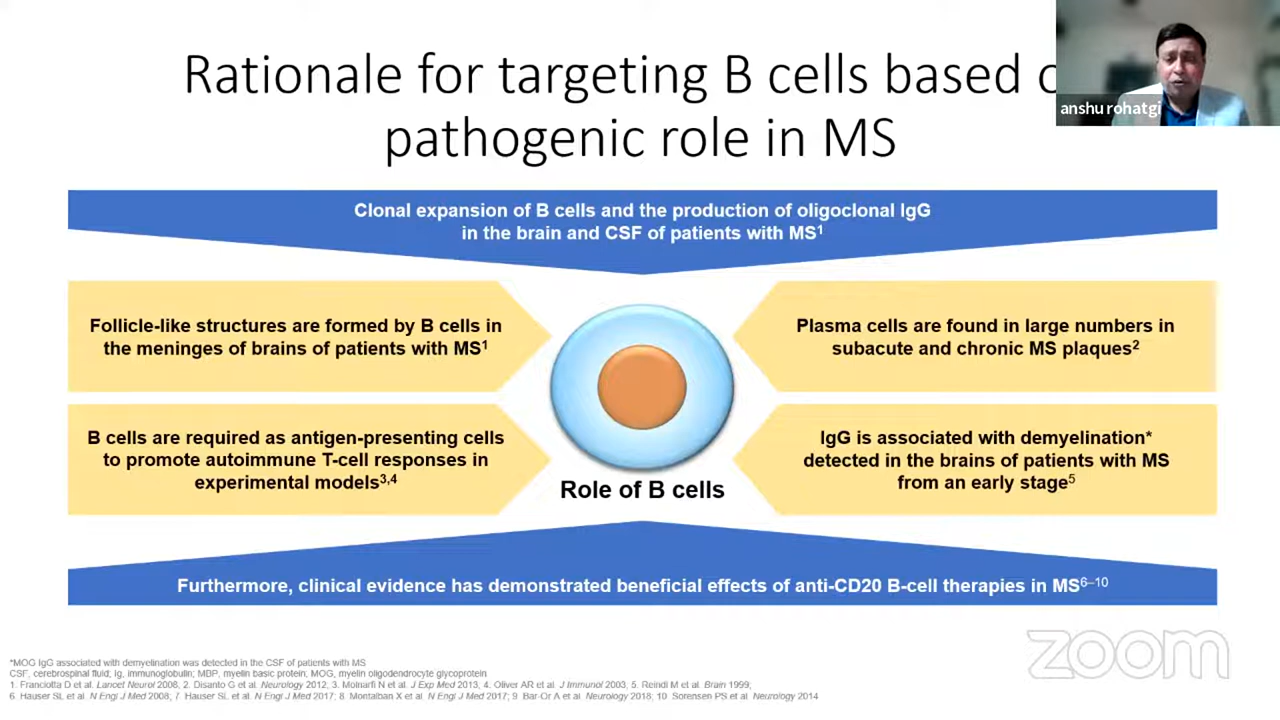 Rationale for targeting B cells based
pathogenic role in MS
anshu rohatgi
Clonal expansion of B cells and the production of oligoclonal IgG
in the brain and CSF of patients with MS1
Follicle-like structures are formed by B cells in
the meninges of brains of patients with MS1
Plasma cells are found in large numbers in
subacute and chronic MS plaques2
B cells are required as antigen-presenting cells
to promote autoimmune T-cell responses in
experimental models3,4
IgG is associated with demyelination*
detected in the brains of patients with MS
from an early stage5
Role of B cells
Furthermore, clinical evidence has demonstrated beneficial effects of anti-CD20 B-cell therapies in MS6–10
zoom
*MOG IgG associated with demyelination was detected in the CSF of patients with MS
CSF, cerebrospinal fluid; Ig, immunoglobulin; MBP, myelin basic protein; MOG, myelin oligodendrocyte glycoprotein
1. Franciotta D et al. Lancet Neurol 2008; 2. Disanto G et al. Neurology 2012; 3. Molnarfi N et al. J Exp Med 2013; 4. Oliver AR et al. J Immunol 2003; 5. Reindl M et al. Brain 1999;
6. Hauser SL et al. N Engl J Med 2008; 7. Hauser SL et al. N Engl J Med 2017; 8. Montalban X et al. N Engl J Med 2017; 9. Bar-Or A et al. Neurology 2018; 10. Sorensen PS et al. Neurology 2014